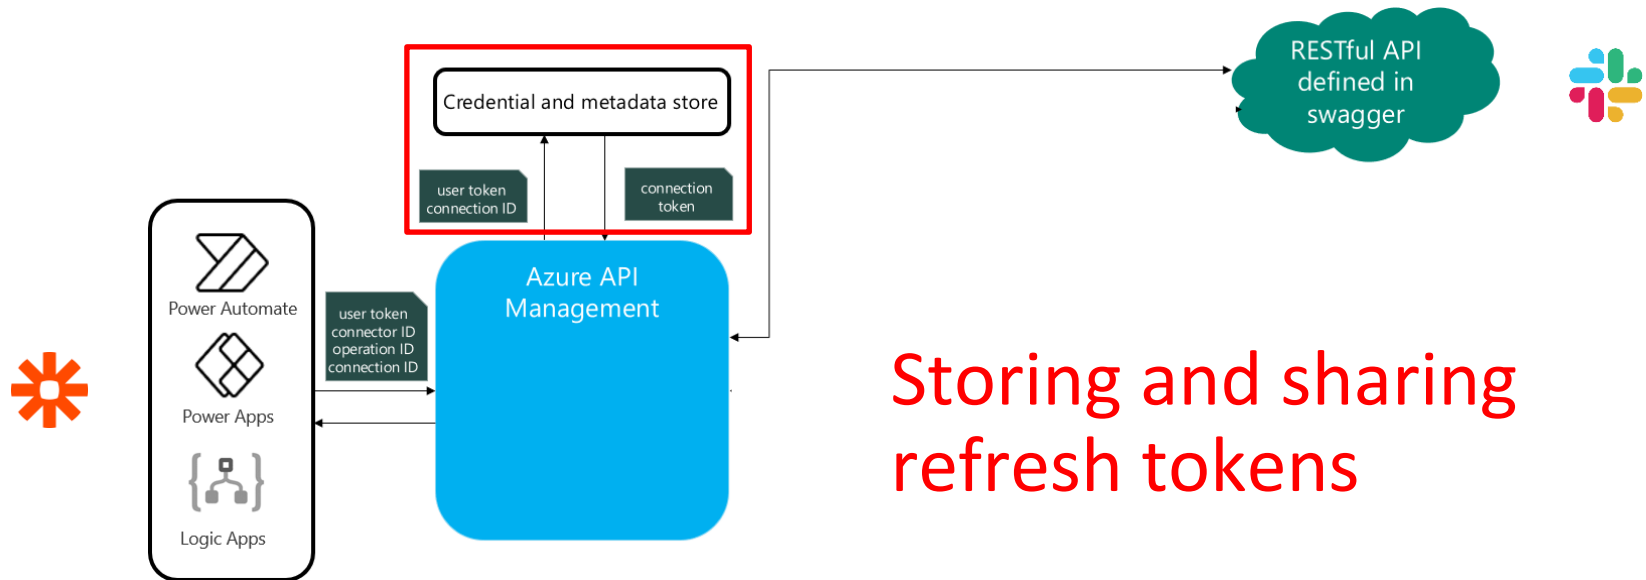 Credential and metadata store
user token
connection ID
connection
token
RESTful API
defined in
swagger
Azure API
Management
Power Automate
Power Apps
Logic Apps
user token
connector ID
operation ID
connection ID
Storing and sharing
refresh tokens